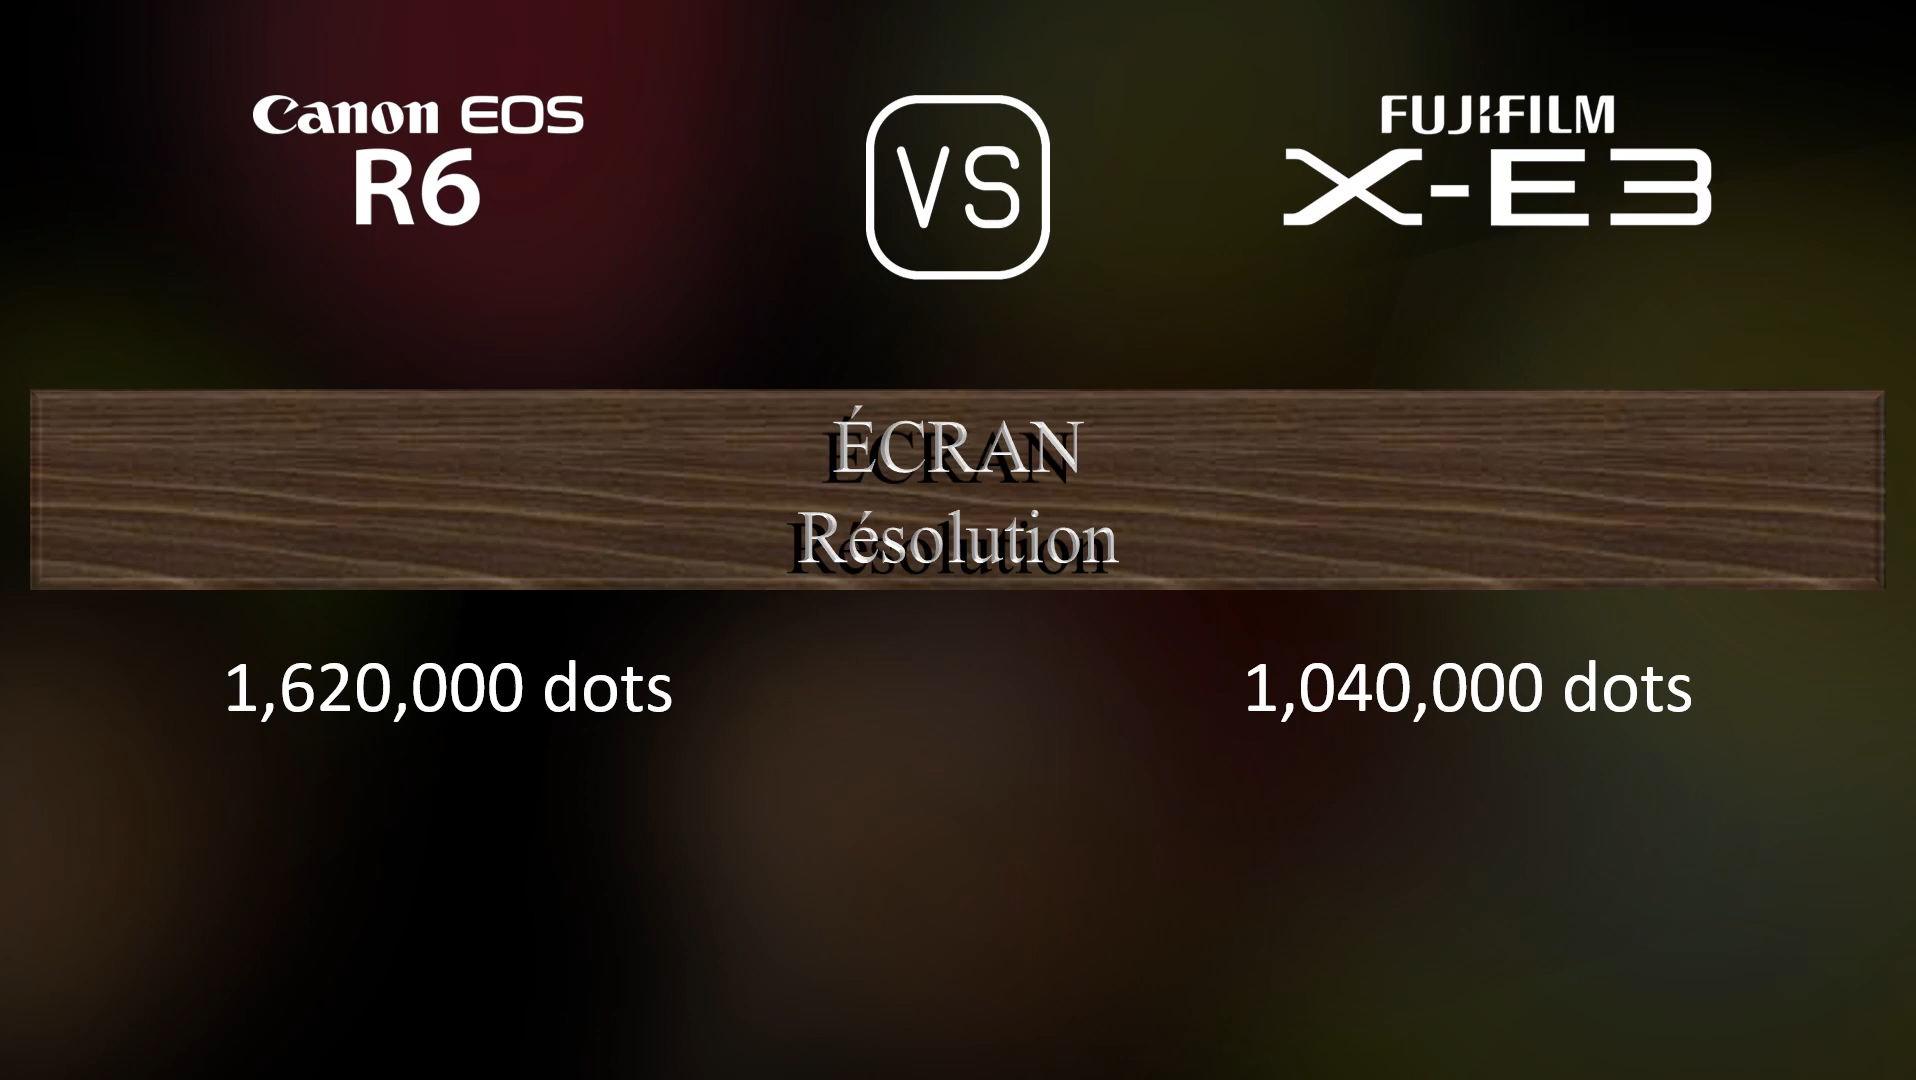 Canon EOS
R6
VS
FUJIFILM
X-E3
ÉCRAN
Résolution
1,620,000 dots
1,040,000 dots